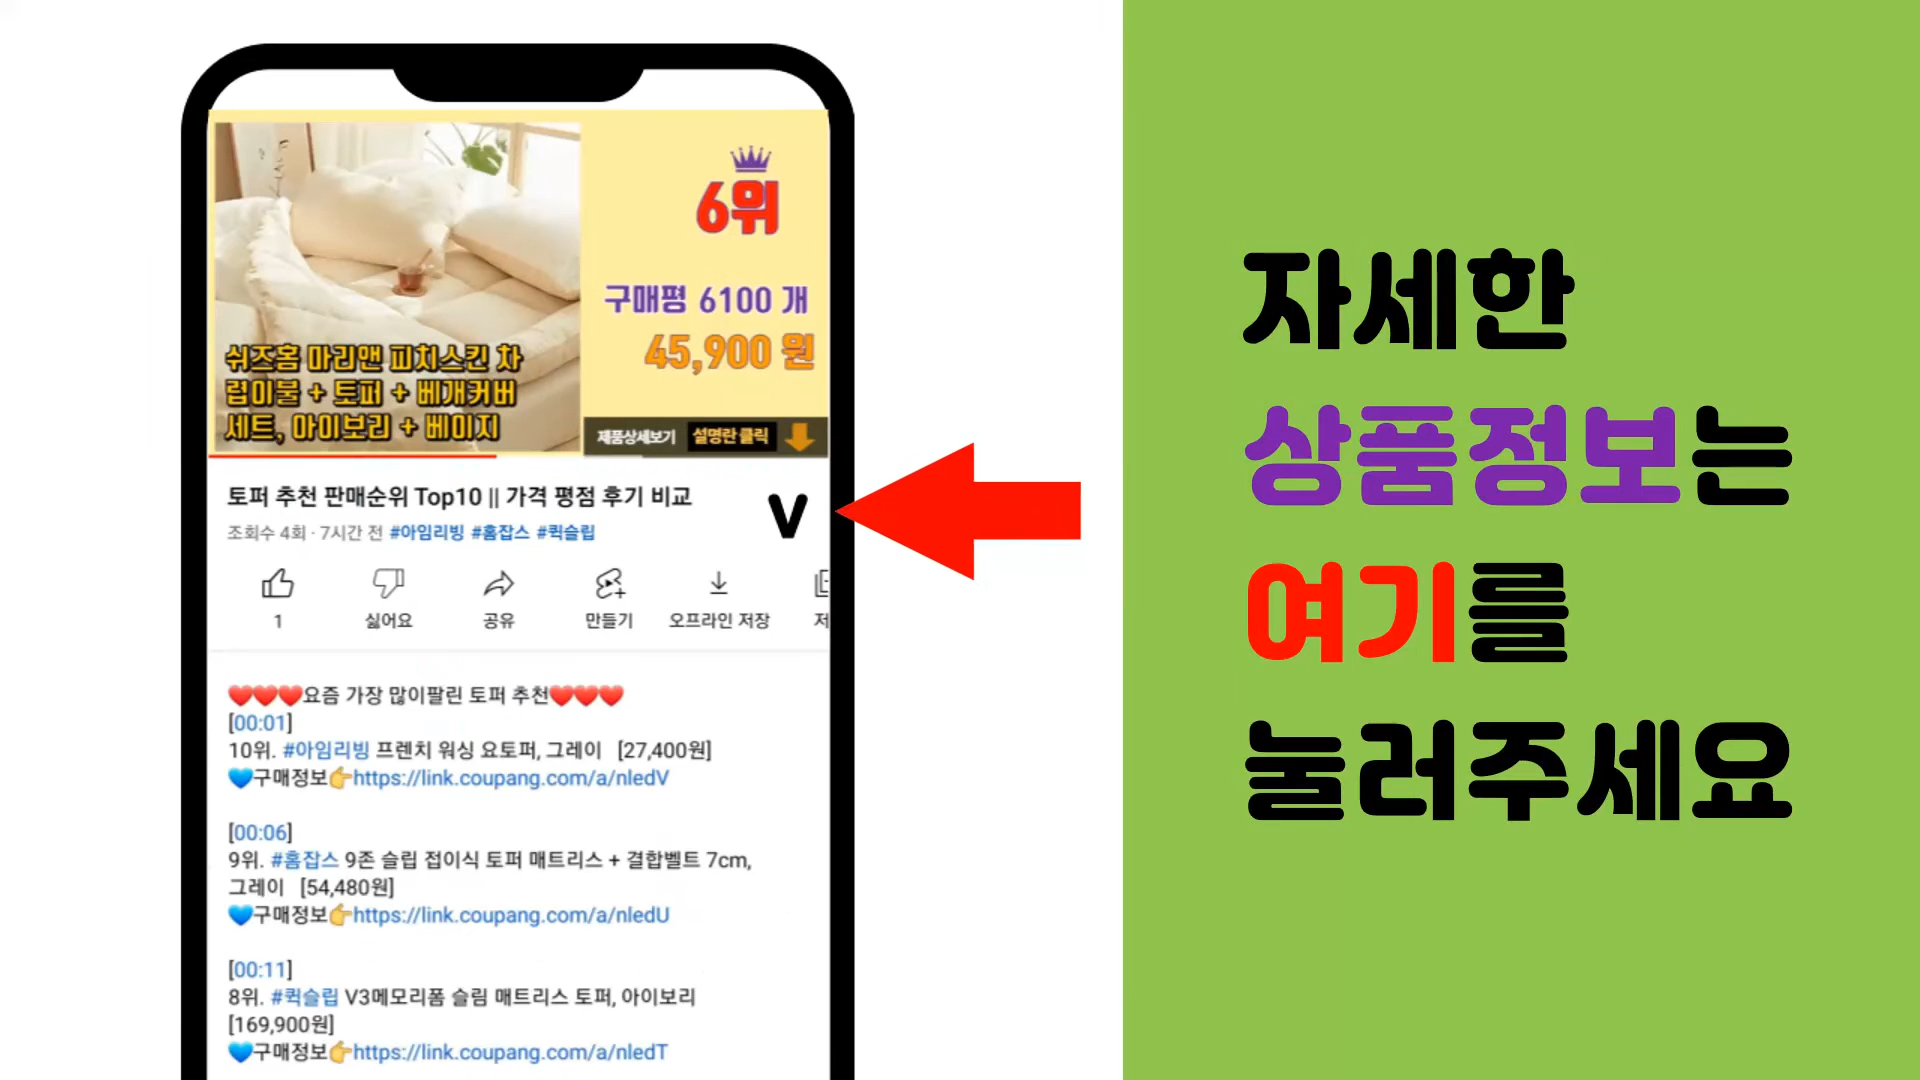 6위
구매평 6100 개
45,900 원
쉬즈홈 마리앤 피치스킨 차
렵이불 + 토퍼 + 베개커버
세트, 아이보리 + 베이지
제품상세보기 설명란 클릭
토퍼 추천 판매순위 Top10 || 가격 평점 후기 비교
V
조회수 4회 · 7시간 전 #아임리빙 #홈잡스 #퀵슬립
1 싫어요 공유 만들기 오프라인 저장 저
❤❤❤요즘 가장 많이팔린 토퍼 추천❤❤❤
[00:01]
10위. #아임리빙 프렌치 워싱 요토퍼, 그레이 [27,400원]
💙구매정보👉https://link.coupang.com/a/nledV
[00:06]
9위. #홈잡스 9존 슬립 접이식 토퍼 매트리스 + 결합벨트 7cm,
그레이 [54,480원]
💙구매정보👉https://link.coupang.com/a/nledU
[00:11]
8위. #퀵슬립 V3메모리폼 슬림 매트리스 토퍼, 아이보리
[169,900원]
💙구매정보👉https://link.coupang.com/a/nledT
자세한
상품정보는
여기를
눌러주세요